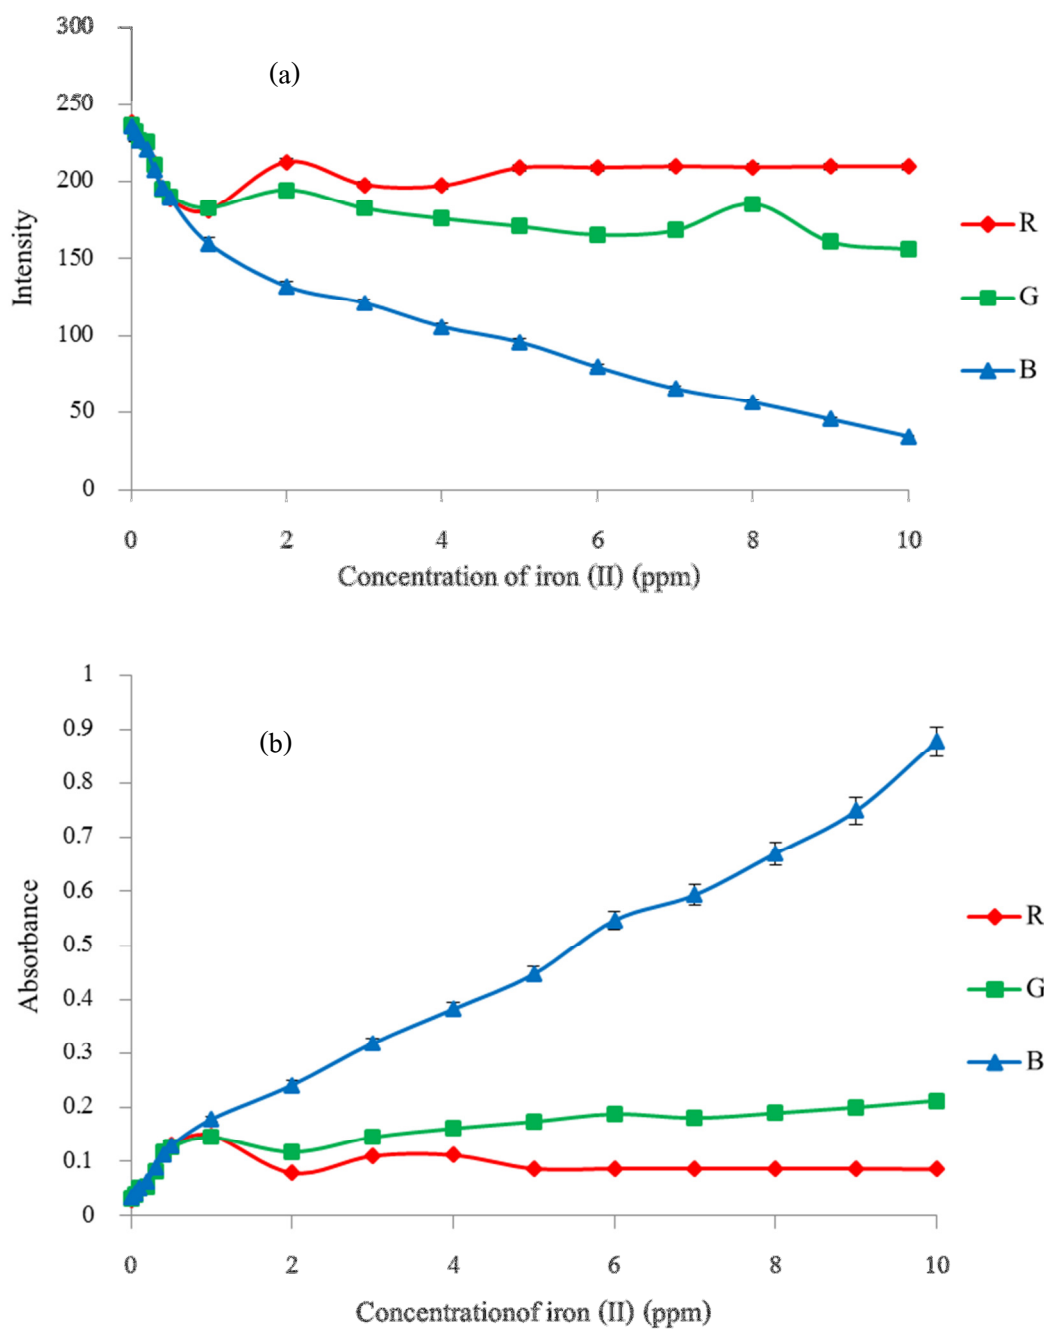 300
(a)
250
200
150
100
50
0
Intensity
R
G
B
0 2 4 6 8 10
Concentration of iron (II) (ppm)
1
0.9
(b)
0.8
0.7
0.6
0.5
0.4
0.3
0.2
0.1
0
Absorbance
R
G
B
0 2 4 6 8 10
Concentrationof iron (II) (ppm)